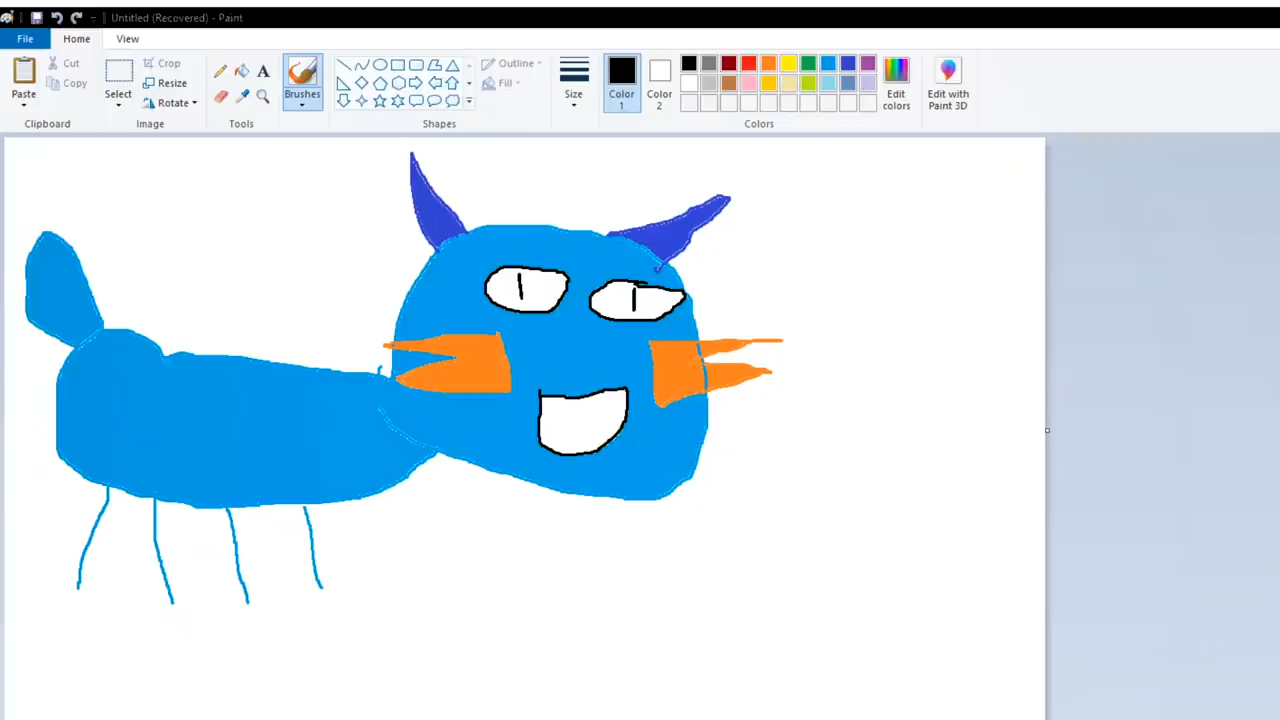 Untitled (Recovered) - Paint
File Home View
Paste
Cut
Copy
Clipboard
Select
Crop
Resize
Rotate
Image
A
Tools
Brushes
Shapes
Outline
Fill
Size
Color
1
Color
2
Edit
colors
Colors
Edit with
Paint 3D